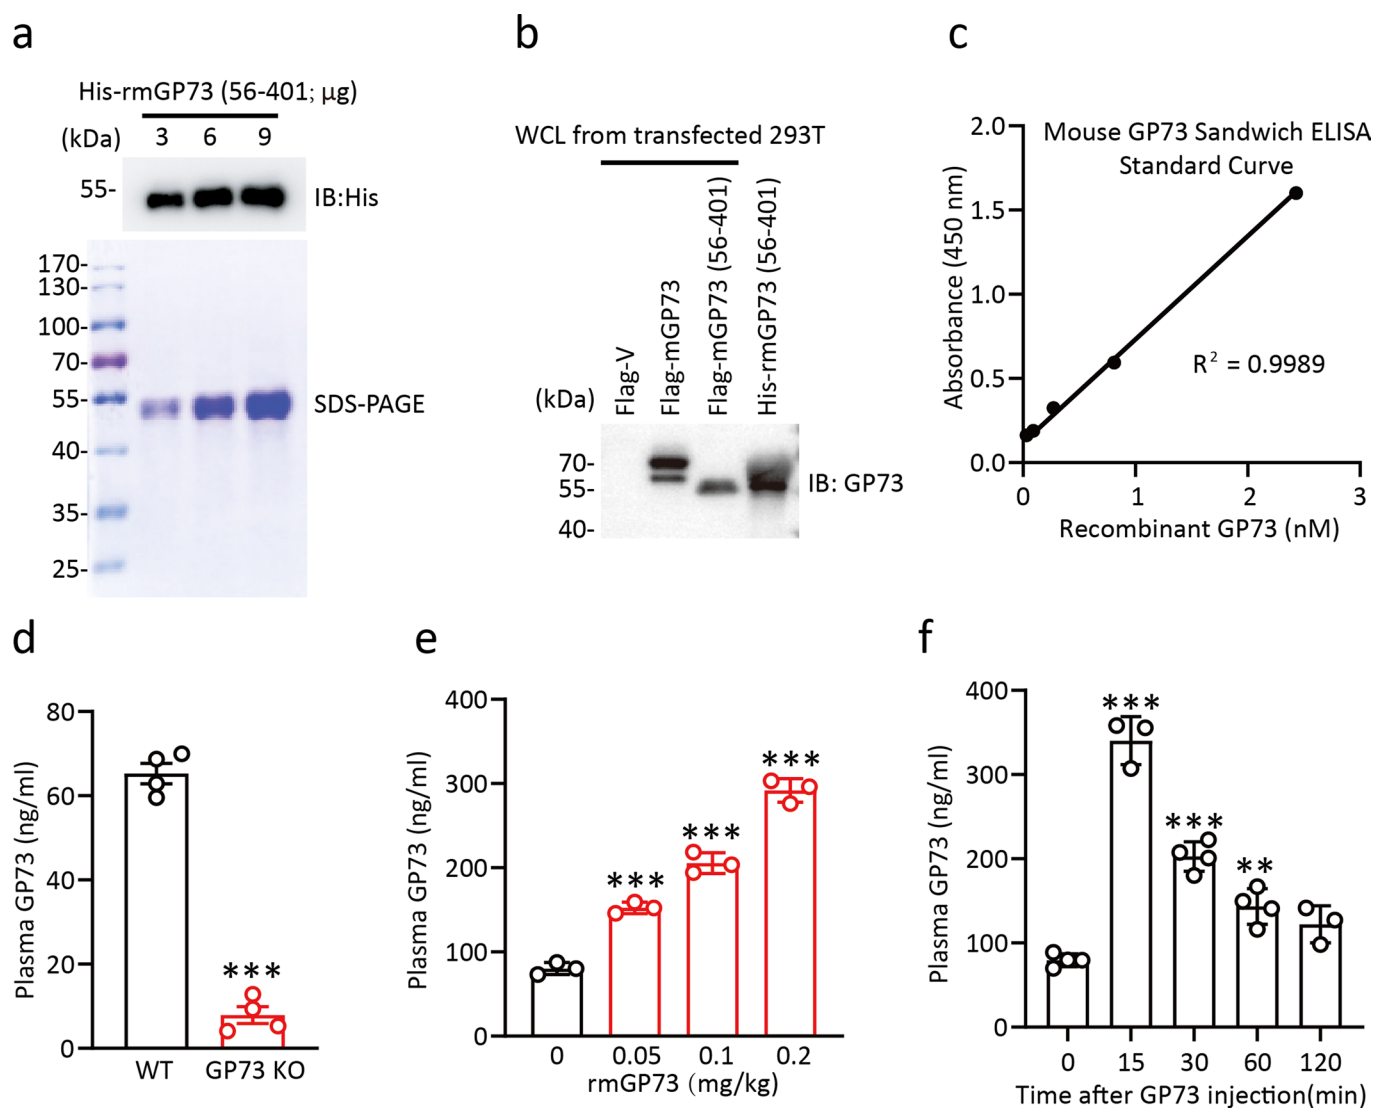 a
His-rmGP73 (56-401; μg)
(kDa) 3 6 9
55-
IB:His
170-
130-
100-
70-
55-
40-
35-
25-
SDS-PAGE
b
WCL from transfected 293T
Flag-V
Flag-mGP73
Flag-mGP73 (56-401)
His-rmGP73 (56-401)
(kDa)
70-
55-
40-
IB: GP73
c
Mouse GP73 Sandwich ELISA
Standard Curve
Absorbance (450 nm)
2.0
1.5
1.0
0.5
0.0
R² = 0.9989
0 1 2 3
Recombinant GP73 (nM)
d
Plasma GP73 (ng/ml)
80
60
40
20
0
***
WT GP73 KO
e
Plasma GP73 (ng/ml)
400
300
200
100
0
***
***
***
0 0.05 0.1 0.2
rmGP73 (mg/kg)
f
Plasma GP73 (ng/ml)
400
300
200
100
0
***
***
**
0 15 30 60 120
Time after GP73 injection(min)